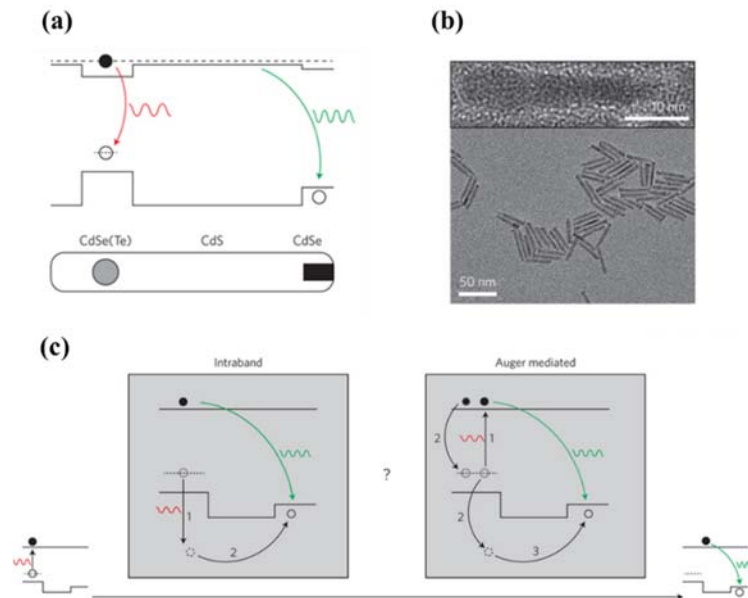 (a)
(b)
CdSe(Te) CdS CdSe
10 nm
50 nm
(c)
Intraband
Auger mediated
1
2
?
2
1
2
3